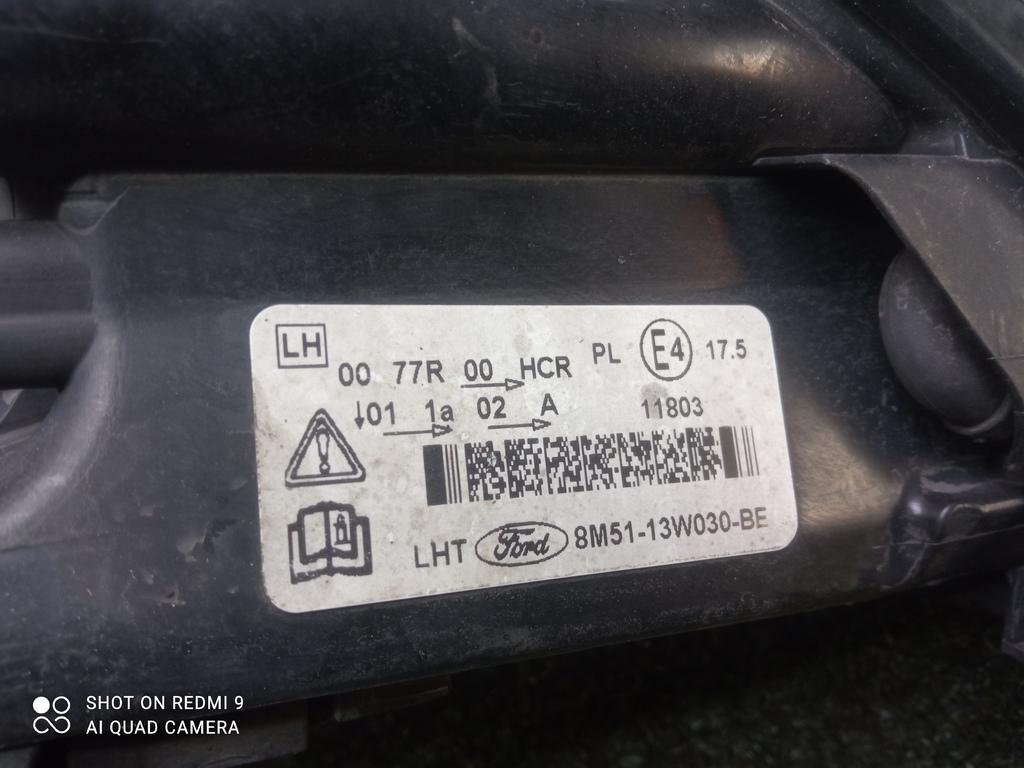 LH
00 77R 00 HCR PL E4 17.5
↓01 1a 02 A 11803
LHT Ford 8M51-13W030-BE
SHOT ON REDMI 9
AI QUAD CAMERA